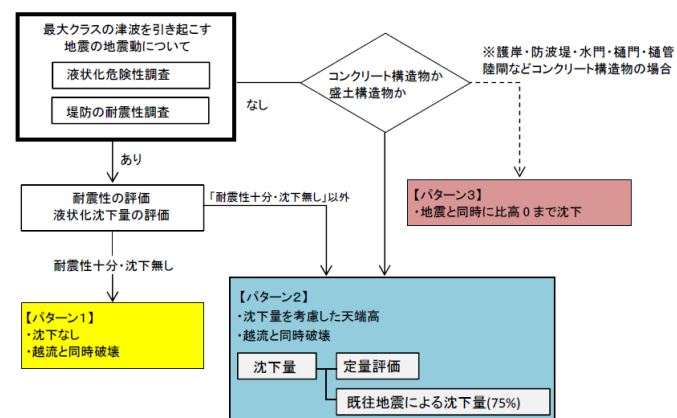 最大クラスの津波を引き起こす
地震の地震動について
液状化危険性調査
堤防の耐震性調査
なし
コンクリート構造物か
盛土構造物か
※護岸・防波堤・水門・樋門・樋管
陸閘などコンクリート構造物の場合
あり
耐震性の評価
液状化沈下量の評価
「耐震性十分・沈下無し」以外
【パターン3】
・地震と同時に比高0まで沈下
耐震性十分・沈下無し
【パターン1】
・沈下なし
・越流と同時破壊
【パターン2】
・沈下量を考慮した天端高
・越流と同時破壊
沈下量
定量評価
既往地震による沈下量(75%)